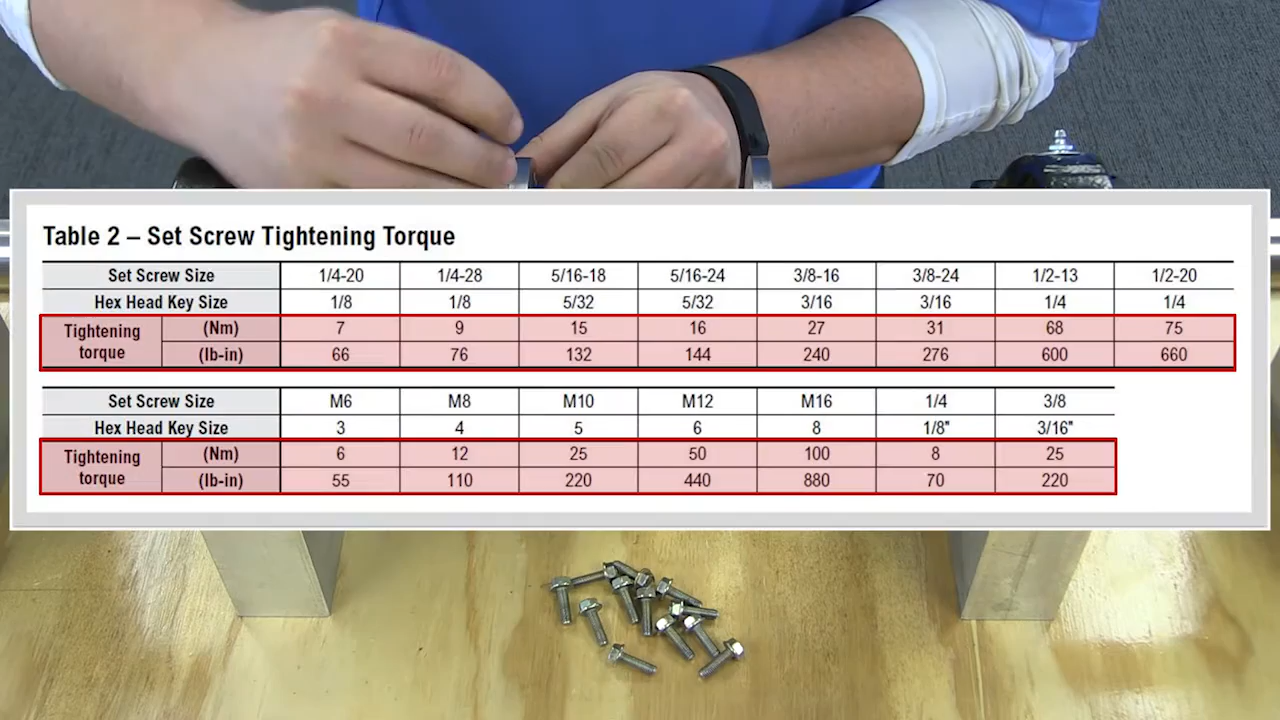 Table 2 – Set Screw Tightening Torque
Set Screw Size 1/4-20 1/4-28 5/16-18 5/16-24 3/8-16 3/8-24 1/2-13 1/2-20
Hex Head Key Size 1/8 1/8 5/32 5/32 3/16 3/16 1/4 1/4
Tightening torque (Nm) 7 9 15 16 27 31 68 75
(lb-in) 66 76 132 144 240 276 600 660
Set Screw Size M6 M8 M10 M12 M16 1/4 3/8
Hex Head Key Size 3 4 5 6 8 1/8" 3/16"
Tightening torque (Nm) 6 12 25 50 100 8 25
(lb-in) 55 110 220 440 880 70 220